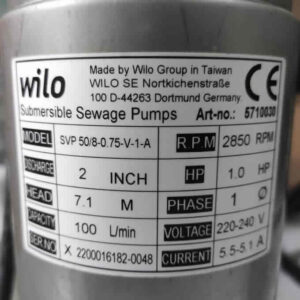 wilo
Made by Wilo Group in Taiwan
WILO SE Nortkichenstraße
100 D-44263 Dortmund Germany.
CE
Submersible Sewage Pumps Art-no.: 5710030
MODEL SVP 50/8-0.75-V-1-A R.P.M 2850 RPM
DISCHARGE 2 INCH HP 1.0 HP
HEAD 7.1 M PHASE 1 Ø
CAPACITY 100 L/min VOLTAGE 220-240 V
SER.NO X 2200016182-0048 CURRENT 5.5-5.1 A